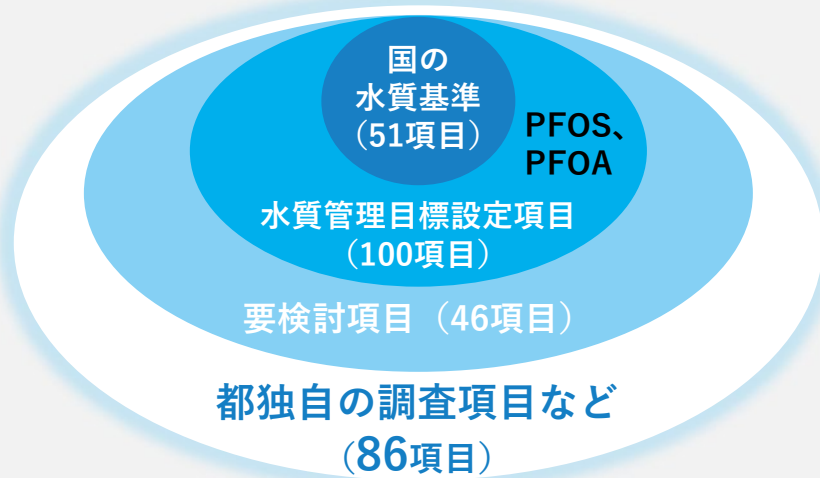 国の
水質基準
（51項目）
PFOS、
PFOA
水質管理目標設定項目
（100項目）
要検討項目（46項目）
都独自の調査項目など
（86項目）